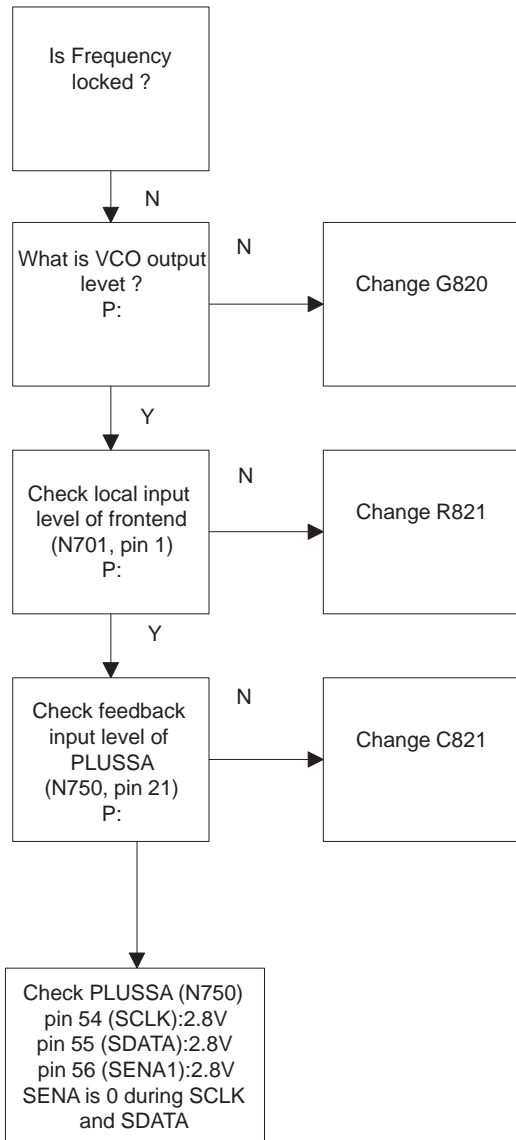 Is Frequency
locked ?
N
What is VCO output
levet ?
P:
N
Change G820
Y
Check local input
level of frontend
(N701, pin 1)
P:
N
Change R821
Y
Check feedback
input level of
PLUSSA
(N750, pin 21)
P:
N
Change C821
Check PLUSSA (N750)
pin 54 (SCLK):2.8V
pin 55 (SDATA):2.8V
pin 56 (SENA1):2.8V
SENA is 0 during SCLK
and SDATA